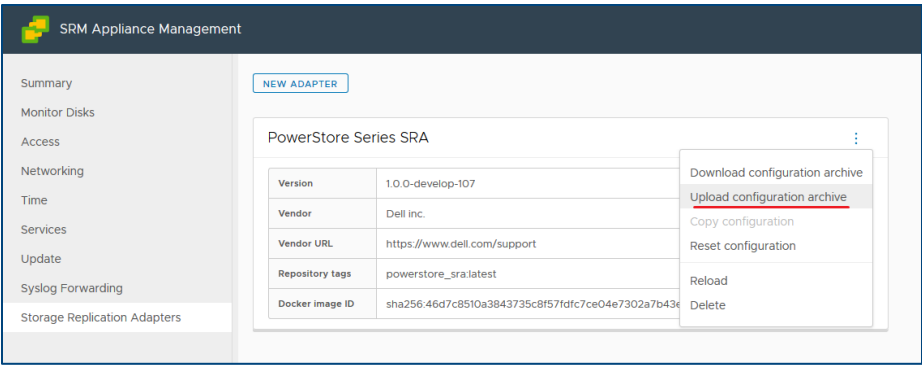 SRM Appliance Management
Summary
Monitor Disks
Access
Networking
Time
Services
Update
Syslog Forwarding
Storage Replication Adapters
NEW ADAPTER
PowerStore Series SRA
Version 1.0.0-develop-107
Vendor Dell inc.
Vendor URL https://www.dell.com/support
Repository tags powerstore_sra:latest
Docker image ID sha256:46d7c8510a3843735c8f57fdfc7ce04e7302a7b43e
Download configuration archive
Upload configuration archive
Copy configuration
Reset configuration
Reload
Delete